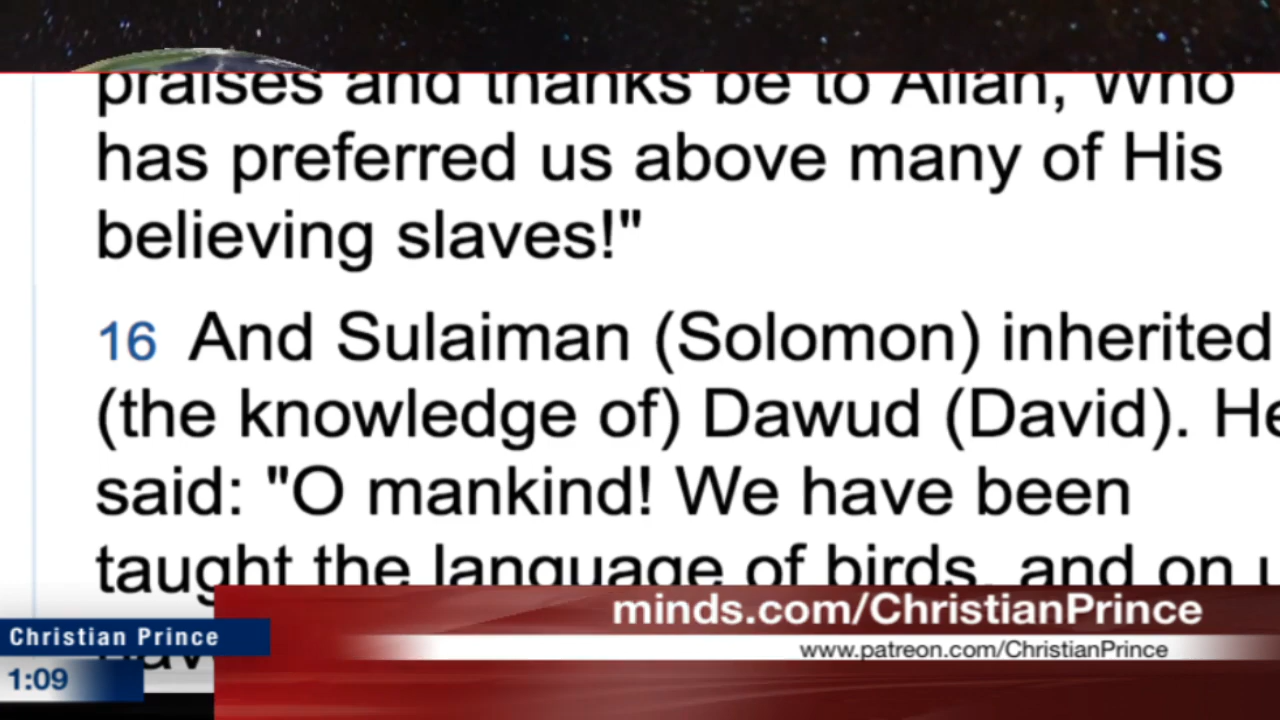 praises and thanks be to Allah, Who
has preferred us above many of His
believing slaves!"
16 And Sulaiman (Solomon) inherited
(the knowledge of) Dawud (David). He
said: "O mankind! We have been
taught the language of birds, and on
minds.com/ChristianPrince
Christian Prince
www.patreon.com/ChristianPrince
1:09